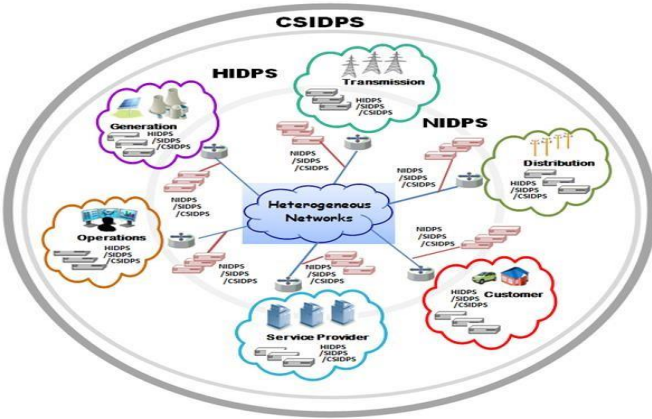 CSIDPS
HIDPS
NIDPS
Transmission
HIDPS
/SIDPS
/CSIDPS
Generation
HIDPS
/SIDPS
/CSIDPS
NIDPS
/SIDPS
/CSIDPS
NIDPS
/SIDPS
/CSIDPS
Distribution
HIDPS
/SIDPS
/CSIDPS
NIDPS
/SIDPS
/CSIDPS
Heterogeneous
Networks
Operations
HIDPS
/SIDPS
/CSIDPS
NIDPS
/SIDPS
/CSIDPS
NIDPS
/SIDPS
/CSIDPS
NIDPS
/SIDPS
/CSIDPS
Customer
HIDPS
/SIDPS
/CSIDPS
Service Provider
HIDPS
/SIDPS
/CSIDPS